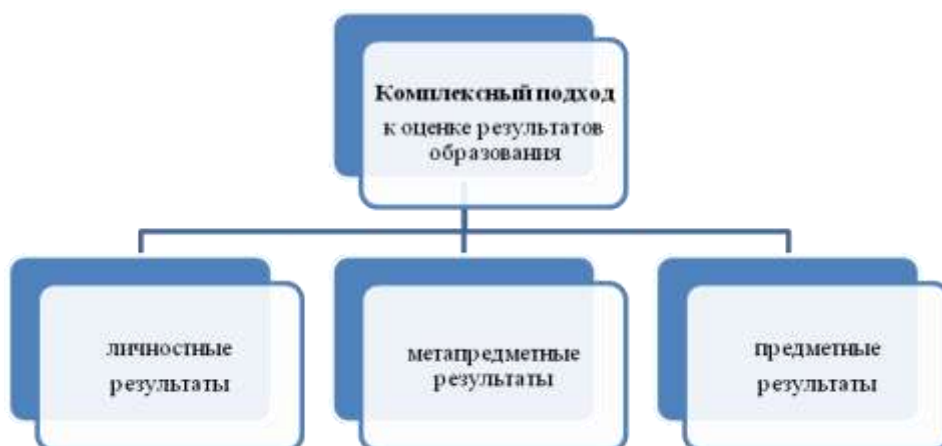 Комплексный подход
к оценке результатов
образования
личностные
результаты
метапредметные
результаты
предметные
результаты